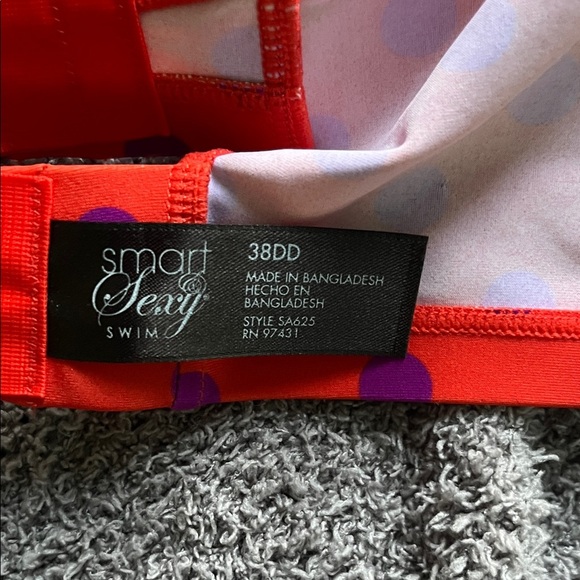 smart
& Sexy®
SWIM
38DD
MADE IN BANGLADESH
HECHO EN
BANGLADESH
STYLE SA625
RN 97431